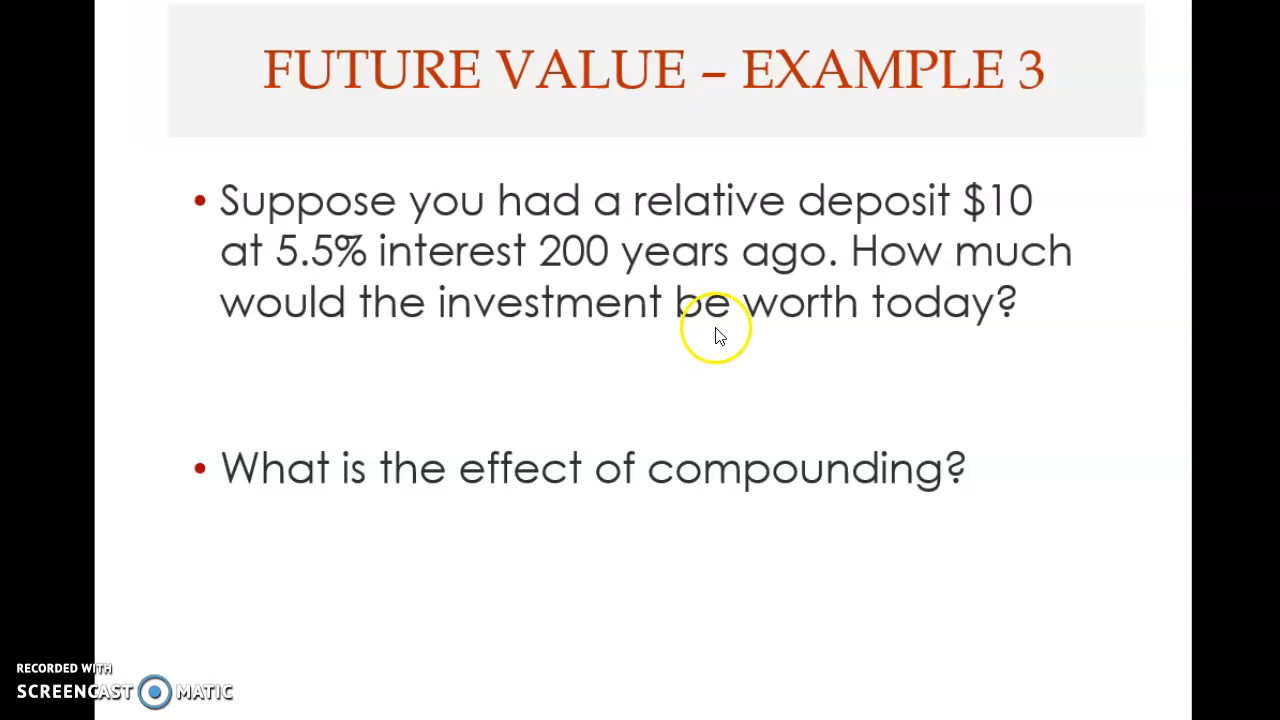 FUTURE VALUE – EXAMPLE 3
• Suppose you had a relative deposit $10
at 5.5% interest 200 years ago. How much
would the investment be worth today?
• What is the effect of compounding?
RECORDED WITH
SCREENCAST MATIC